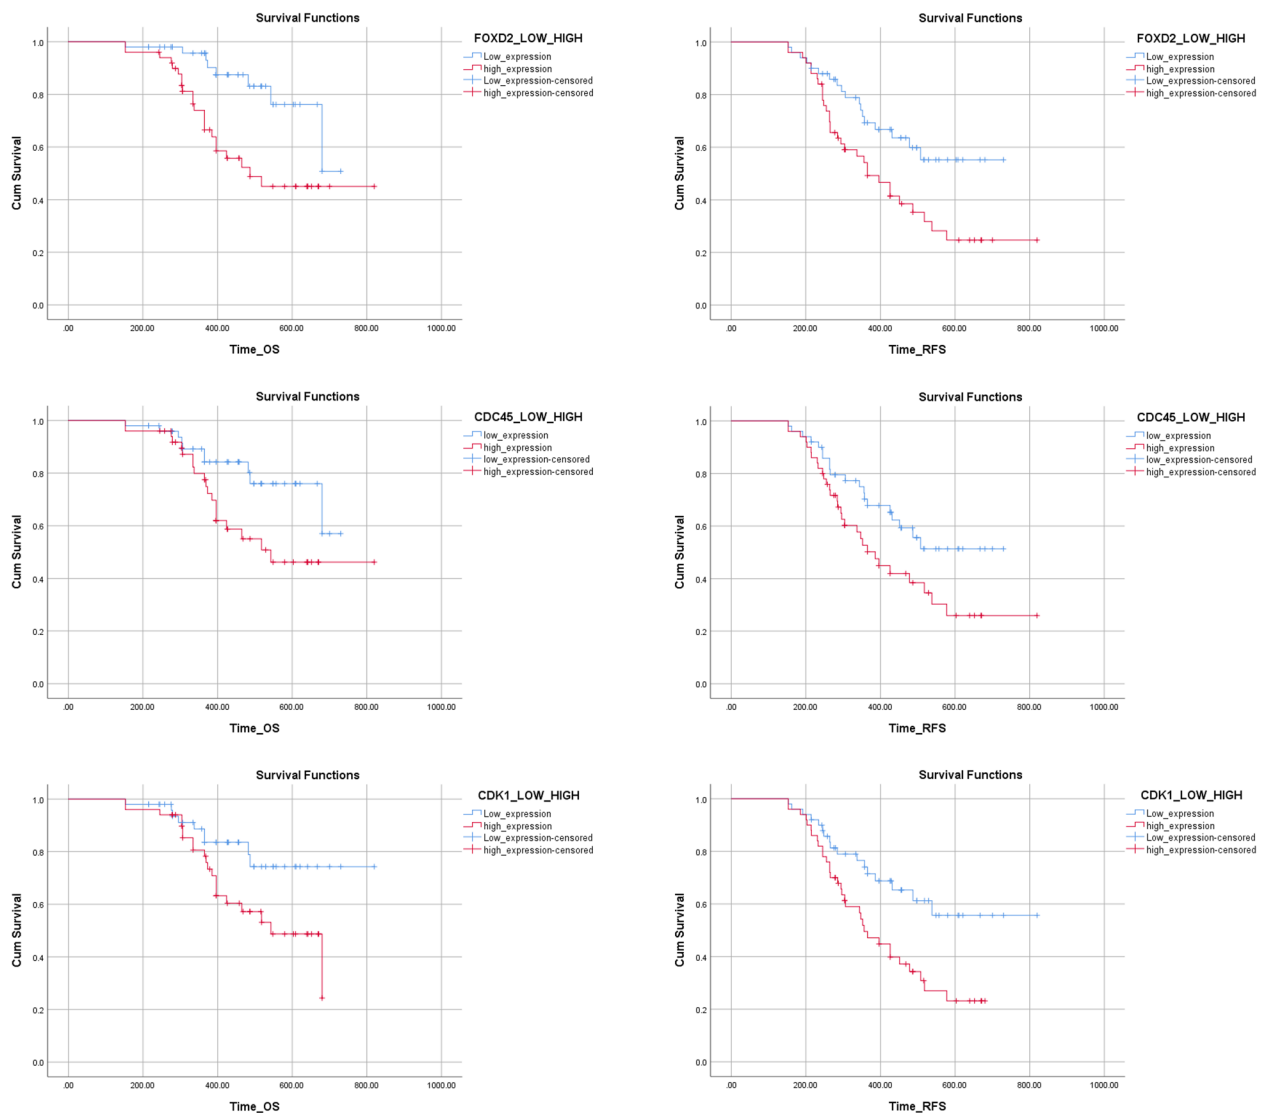 Survival Functions
FOXD2_LOW_HIGH
Low_expression
high_expression
Low_expression-censored
high_expression-censored
1.0
0.8
0.6
0.4
0.2
0.0
Cum Survival
.00 200.00 400.00 600.00 800.00 1000.00
Time_OS
Survival Functions
FOXD2_LOW_HIGH
Low_expression
high_expression
Low_expression-censored
high_expression-censored
1.0
0.8
0.6
0.4
0.2
0.0
Cum Survival
.00 200.00 400.00 600.00 800.00 1000.00
Time_RFS
Survival Functions
CDC45_LOW_HIGH
low_expression
high_expression
low_expression-censored
high_expression-censored
1.0
0.8
0.6
0.4
0.2
0.0
Cum Survival
.00 200.00 400.00 600.00 800.00 1000.00
Time_OS
Survival Functions
CDC45_LOW_HIGH
low_expression
high_expression
low_expression-censored
high_expression-censored
1.0
0.8
0.6
0.4
0.2
0.0
Cum Survival
.00 200.00 400.00 600.00 800.00 1000.00
Time_RFS
Survival Functions
CDK1_LOW_HIGH
Low_expression
high_expression
Low_expression-censored
high_expression-censored
1.0
0.8
0.6
0.4
0.2
0.0
Cum Survival
.00 200.00 400.00 600.00 800.00 1000.00
Time_OS
Survival Functions
CDK1_LOW_HIGH
Low_expression
high_expression
Low_expression-censored
high_expression-censored
1.0
0.8
0.6
0.4
0.2
0.0
Cum Survival
.00 200.00 400.00 600.00 800.00 1000.00
Time_RFS